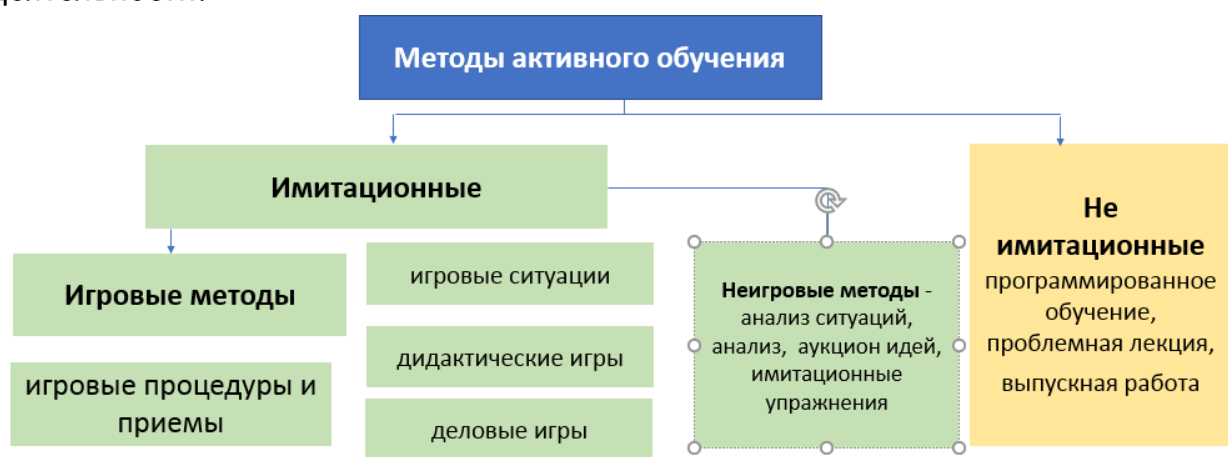 Методы активного обучения
Имитационные
Игровые методы
игровые процедуры и
приемы
игровые ситуации
дидактические игры
деловые игры
Неигровые методы -
анализ ситуаций,
анализ, аукцион идей,
имитационные
упражнения
Не
имитационные
программированное
обучение,
проблемная лекция,
выпускная работа